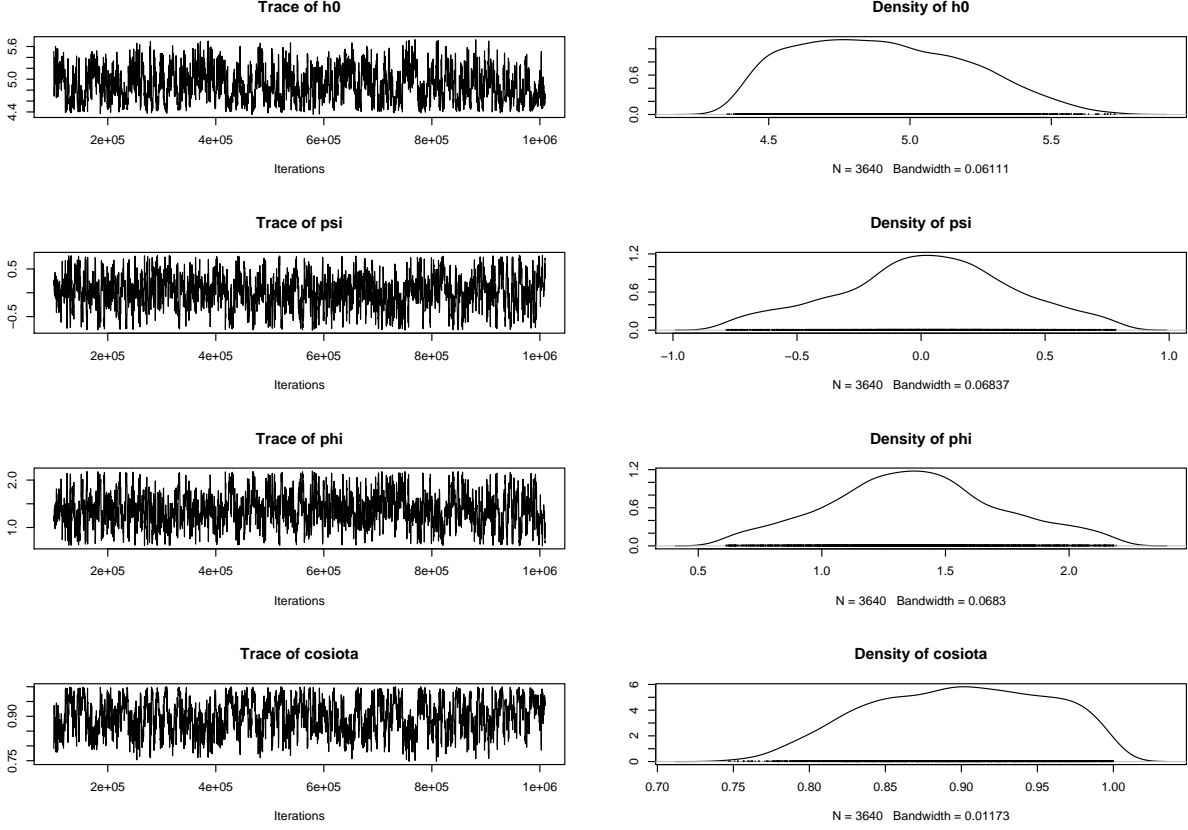 Trace of h0
4.4 5.0 5.6
2e+05 4e+05 6e+05 8e+05 1e+06
Iterations
Density of h0
0.0 0.6
4.5 5.0 5.5
N = 3640 Bandwidth = 0.06111
Trace of psi
−0.5 0.5
2e+05 4e+05 6e+05 8e+05 1e+06
Iterations
Density of psi
0.0 0.6 1.2
−1.0 −0.5 0.0 0.5 1.0
N = 3640 Bandwidth = 0.06837
Trace of phi
1.0 2.0
2e+05 4e+05 6e+05 8e+05 1e+06
Iterations
Density of phi
0.0 0.6 1.2
0.5 1.0 1.5 2.0
N = 3640 Bandwidth = 0.0683
Trace of cosiota
0.75 0.90
2e+05 4e+05 6e+05 8e+05 1e+06
Iterations
Density of cosiota
0 2 4 6
0.70 0.75 0.80 0.85 0.90 0.95 1.00
N = 3640 Bandwidth = 0.01173